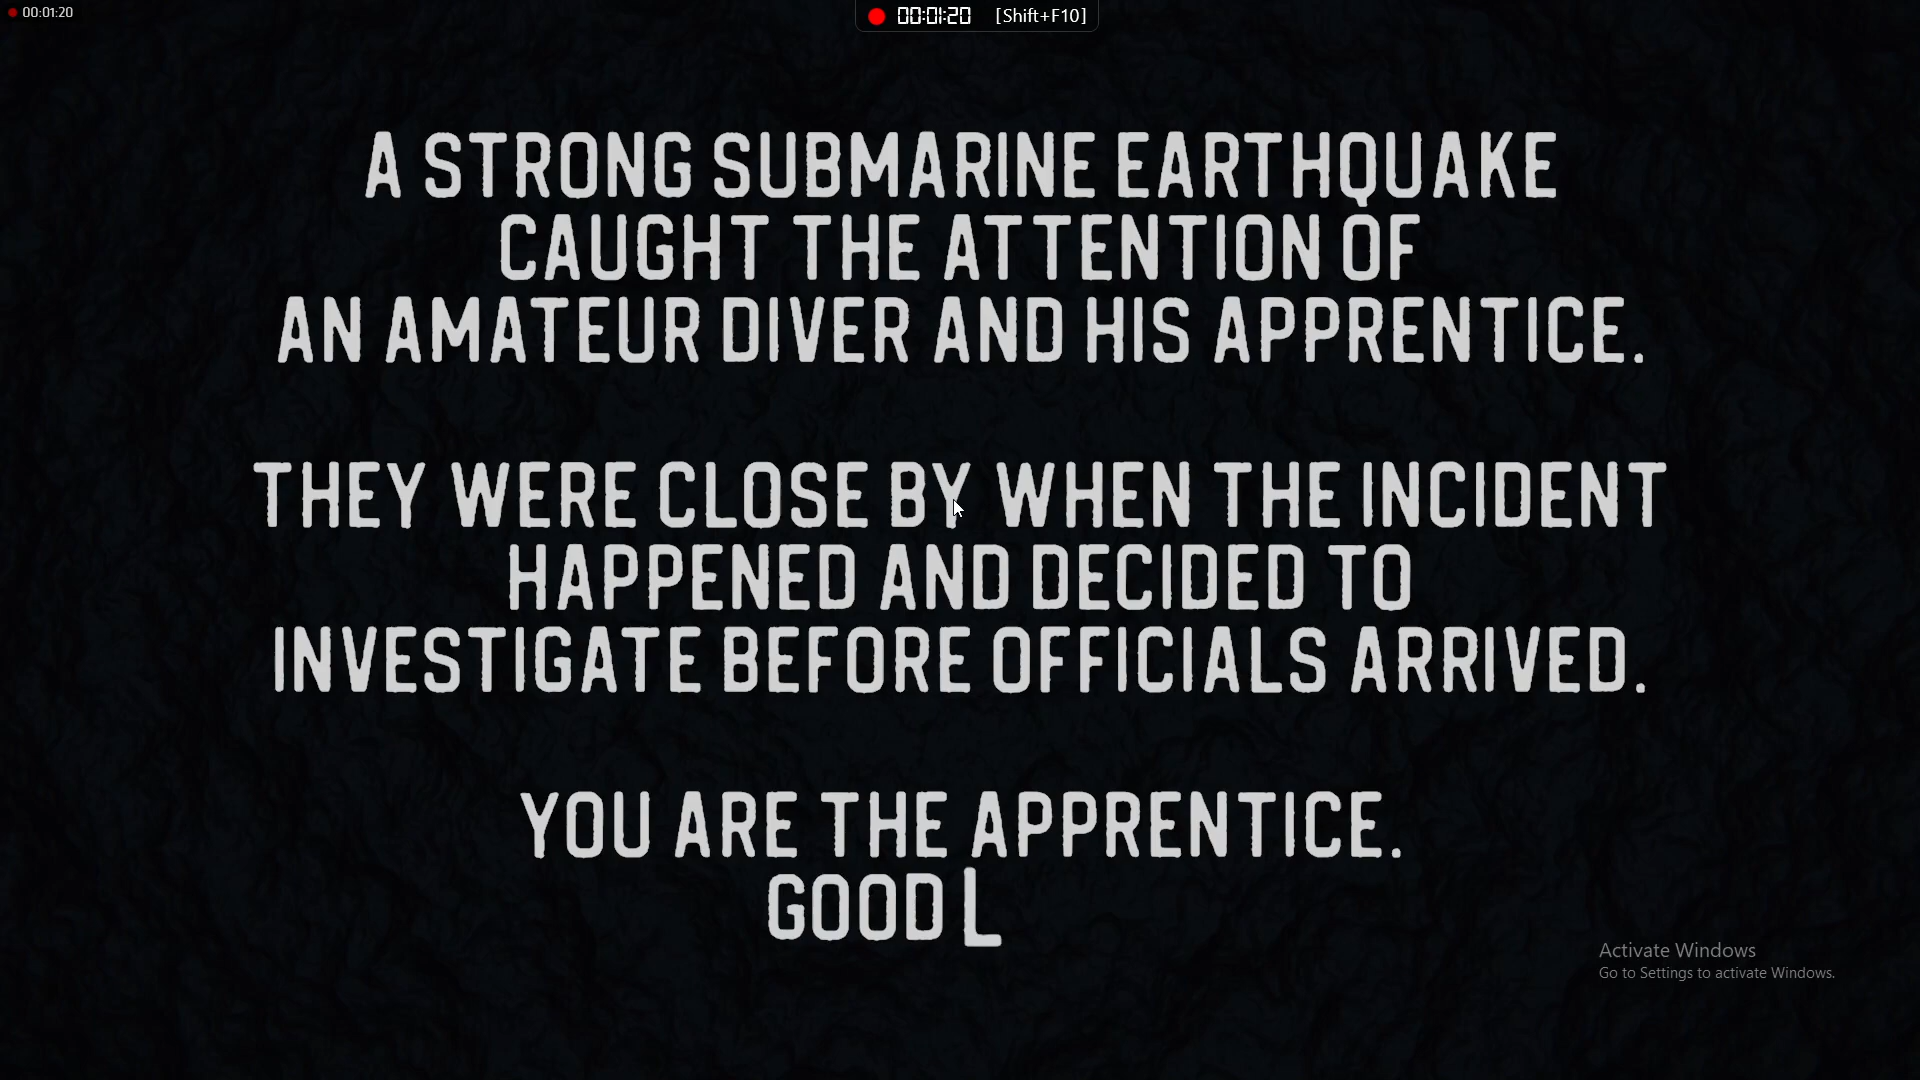 00:01:20
00:01:20 [Shift+F10]
A STRONG SUBMARINE EARTHQUAKE
CAUGHT THE ATTENTION OF
AN AMATEUR DIVER AND HIS APPRENTICE.
THEY WERE CLOSE BY WHEN THE INCIDENT
HAPPENED AND DECIDED TO
INVESTIGATE BEFORE OFFICIALS ARRIVED.
YOU ARE THE APPRENTICE.
GOOD L
Activate Windows
Go to Settings to activate Windows.